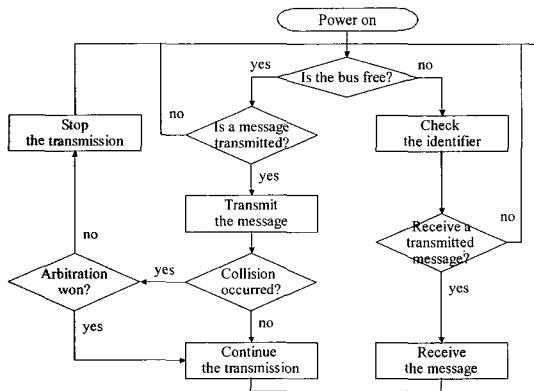 Power on
yes
Is the bus free?
no
no
Stop
the transmission
Is a message
transmitted?
Check
the identifier
yes
Transmit
the message
no
Receive a
transmitted
message?
no
Arbitration
won?
yes
Collision
occurred?
yes
yes
no
Continue
the transmission
Receive
the message